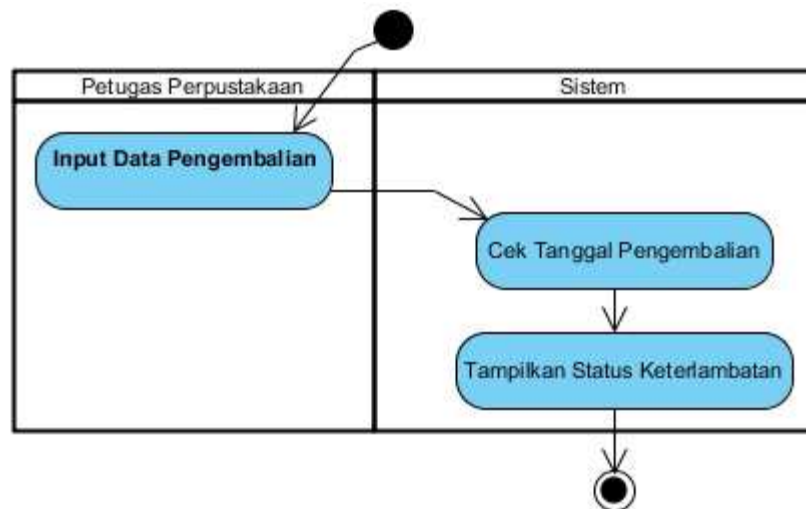 Petugas Perpustakaan
Sistem
Input Data Pengembalian
Cek Tanggal Pengembalian
Tampilkan Status Keterlambatan